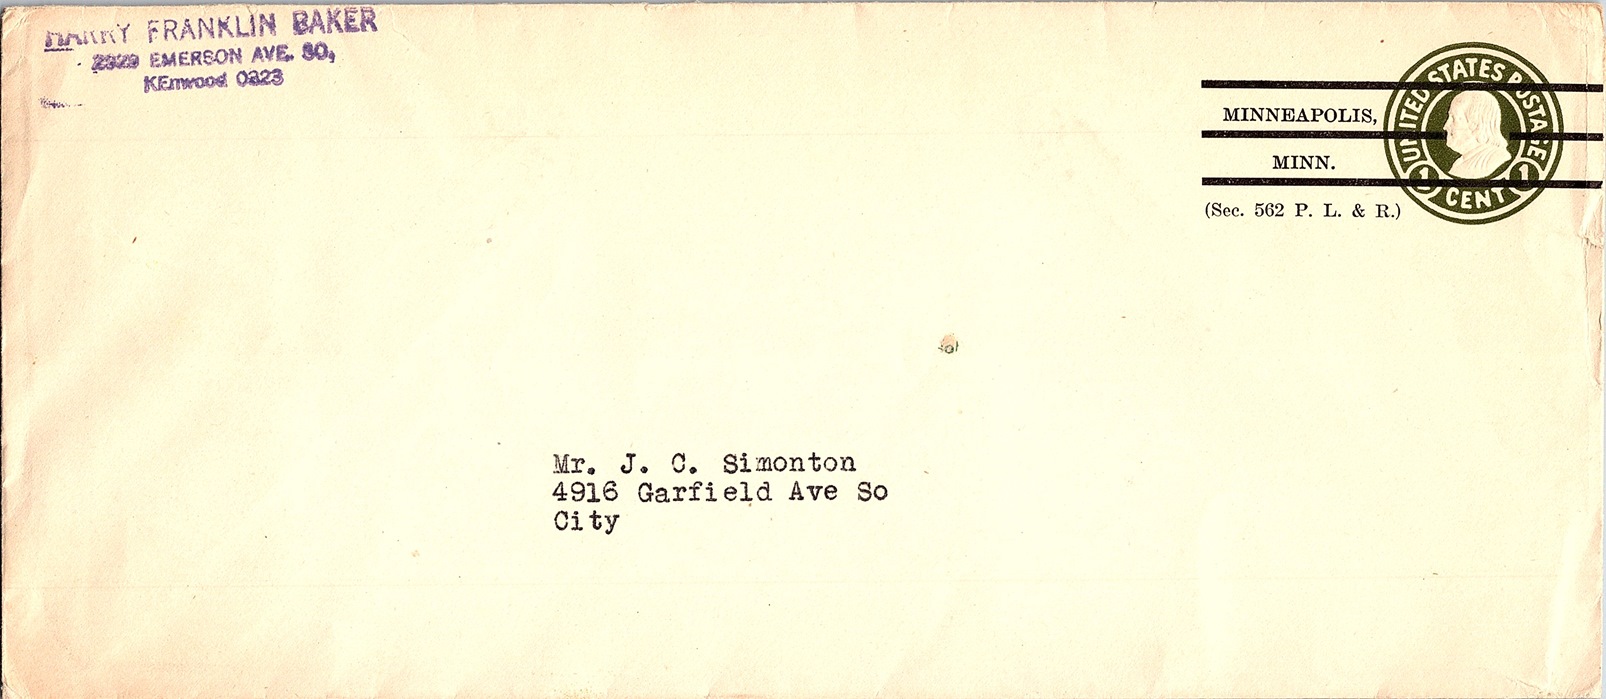 HARRY FRANKLIN BAKER
2929 EMERSON AVE. SO,
KEnwood 0323
MINNEAPOLIS,
MINN.
(Sec. 562 P. L. & R.)
UNITED STATES POSTAGE
1 CENT 1
Mr. J. C. Simonton
4916 Garfield Ave So
City